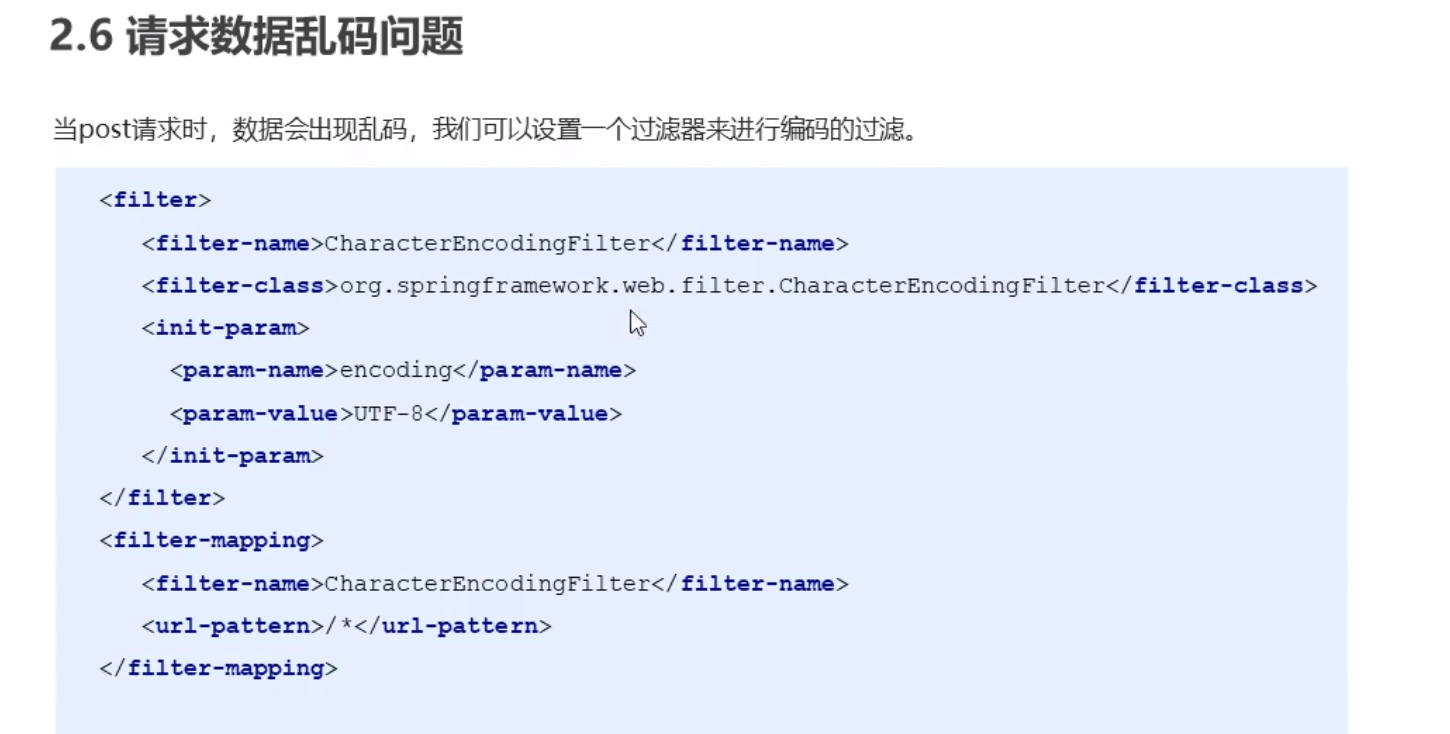 2.6 请求数据乱码问题
当post请求时，数据会出现乱码，我们可以设置一个过滤器来进行编码的过滤。
<filter>
<filter-name>CharacterEncodingFilter</filter-name>
<filter-class>org.springframework.web.filter.CharacterEncodingFilter</filter-class>
<init-param>
<param-name>encoding</param-name>
<param-value>UTF-8</param-value>
</init-param>
</filter>
<filter-mapping>
<filter-name>CharacterEncodingFilter</filter-name>
<url-pattern>/*</url-pattern>
</filter-mapping>